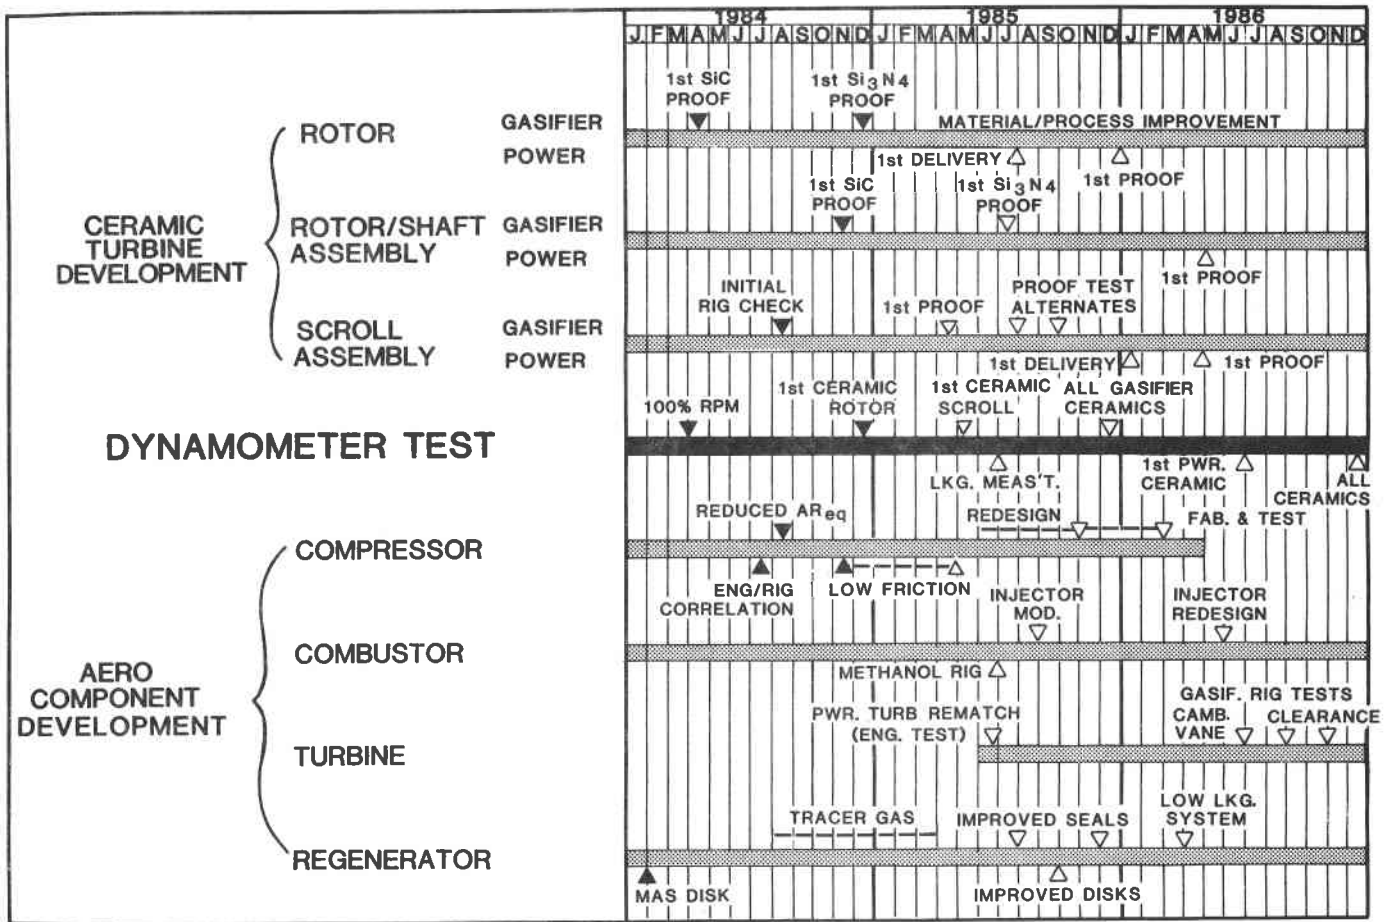 1984 1985 1986
J F M A M J J A S O N D J F M A M J J A S O N D J F M A M J J A S O N D
1st SiC
PROOF
1st Si3N4
PROOF
ROTOR
GASIFIER
MATERIAL/PROCESS IMPROVEMENT
POWER
1st DELIVERY
1st PROOF
1st SiC
PROOF
1st Si3N4
PROOF
CERAMIC
TURBINE
DEVELOPMENT
ROTOR/SHAFT
ASSEMBLY
GASIFIER
POWER
1st PROOF
INITIAL
RIG CHECK
1st PROOF
PROOF TEST
ALTERNATES
SCROLL
ASSEMBLY
GASIFIER
POWER
1st DELIVERY
1st PROOF
100% RPM
1st CERAMIC
ROTOR
1st CERAMIC
SCROLL
ALL GASIFIER
CERAMICS
DYNAMOMETER TEST
LKG. MEAS'T.
1st PWR.
CERAMIC
ALL
CERAMICS
REDUCED AReq
REDESIGN
FAB. & TEST
COMPRESSOR
ENG/RIG
CORRELATION
LOW FRICTION
INJECTOR
MOD.
INJECTOR
REDESIGN
COMBUSTOR
METHANOL RIG
AERO
COMPONENT
DEVELOPMENT
PWR. TURB REMATCH
(ENG. TEST)
GASIF. RIG TESTS
CAMB.
VANE
CLEARANCE
TURBINE
TRACER GAS
IMPROVED SEALS
LOW LKG.
SYSTEM
REGENERATOR
MAS DISK
IMPROVED DISKS